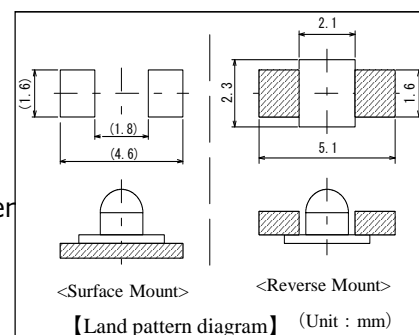 2.1
(1.6)
2.3
1.6
(1.8)
(4.6)
5.1
er
<Surface Mount>
<Reverse Mount>
【Land pattern diagram】 (Unit : mm)